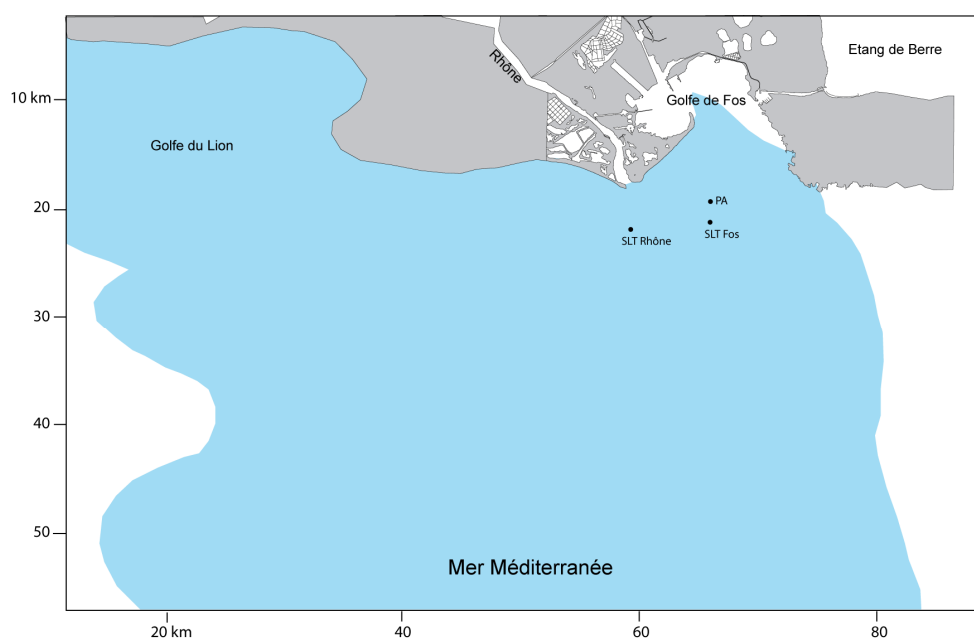 Etang de Berre
Rhône
10 km
Golfe de Fos
Golfe du Lion
20
PA
SLT Rhône
SLT Fos
30
40
50
Mer Méditerranée
20 km
40
60
80